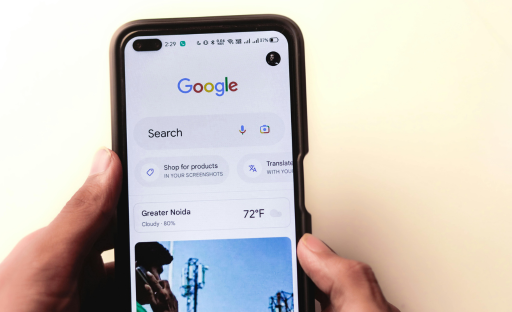 2:29
Google
Search
Shop for products
IN YOUR SCREENSHOTS
Translate
WITH YOUR
Greater Noida
72°F
Cloudy · 80%